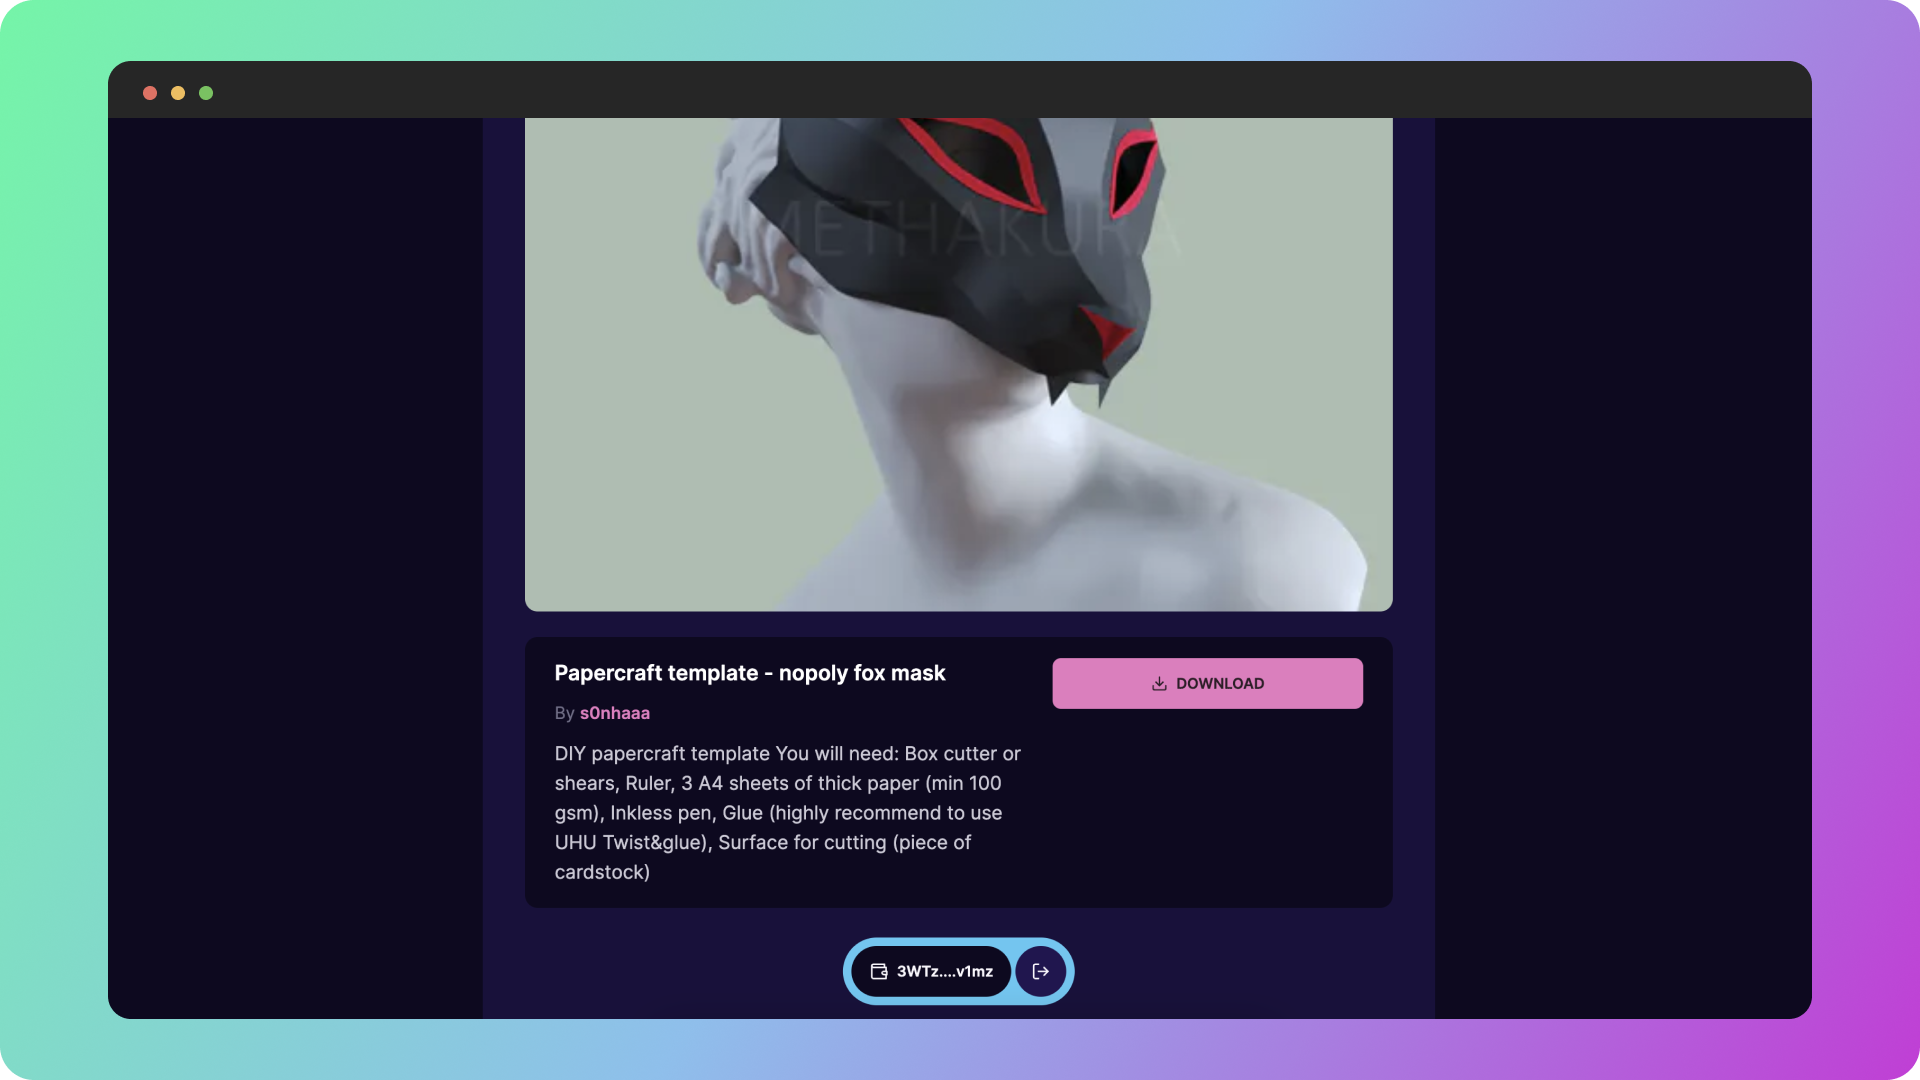 METHAKURA
Papercraft template - nopoly fox mask
DOWNLOAD
By s0nhaaa
DIY papercraft template You will need: Box cutter or
shears, Ruler, 3 A4 sheets of thick paper (min 100
gsm), Inkless pen, Glue (highly recommend to use
UHU Twist&glue), Surface for cutting (piece of
cardstock)
3WTz....v1mz